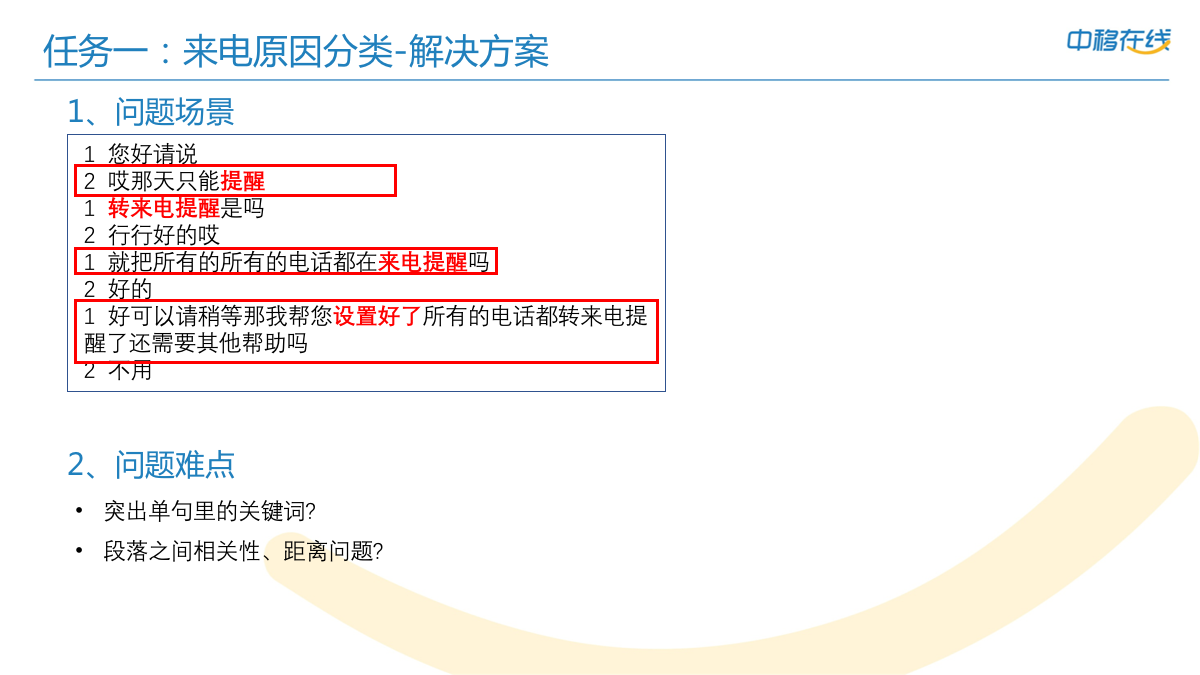 任务一：来电原因分类-解决方案
中移在线
1、问题场景
1 您好请说
2 哎那天只能提醒
1 转来电提醒是吗
2 行行好的哎
1 就把所有的所有的电话都在来电提醒吗
2 好的
1 好可以请稍等那我帮您设置好了所有的电话都转来电提
醒了还需要其他帮助吗
2 不用
2、问题难点
• 突出单句里的关键词?
• 段落之间相关性、距离问题?